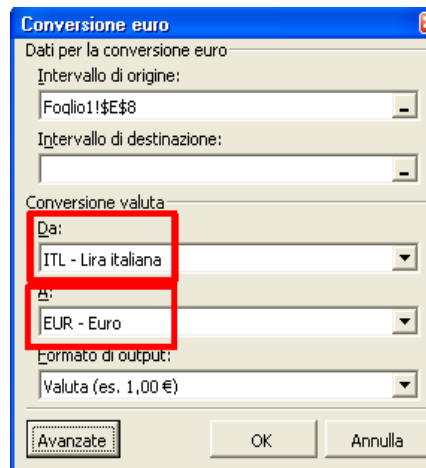 Conversione euro
Dati per la conversione euro
Intervallo di origine:
Foglio1!$E$8
Intervallo di destinazione:
Conversione valuta
Da:
ITL - Lira italiana
A:
EUR - Euro
Formato di output:
Valuta (es. 1,00 €)
Avanzate OK Annulla